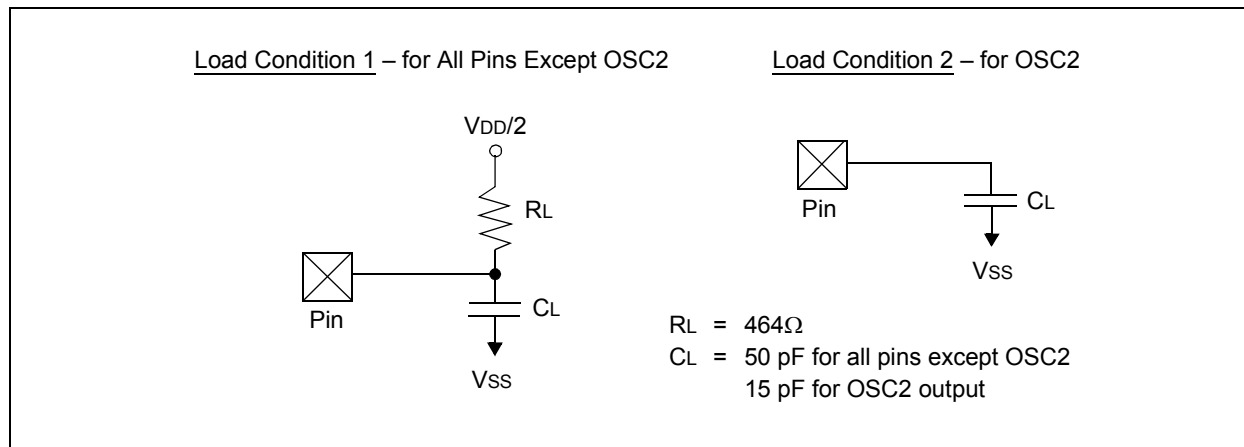 Load Condition 1 – for All Pins Except OSC2
VDD/2
RL
Pin
CL
VSS
Load Condition 2 – for OSC2
Pin
CL
VSS
RL = 464Ω
CL = 50 pF for all pins except OSC2
15 pF for OSC2 output